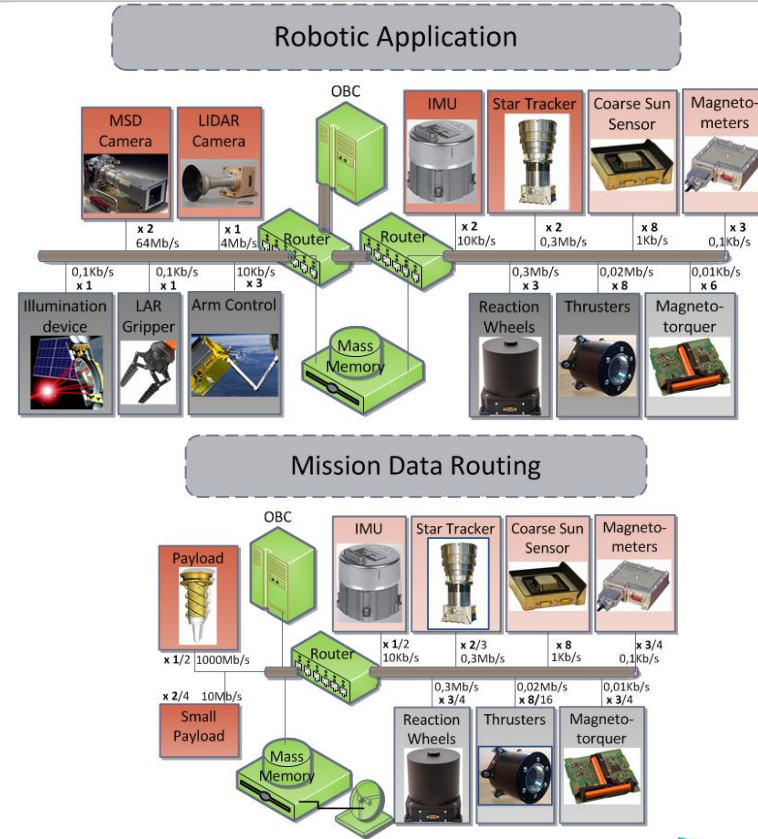 Robotic Application
OBC
MSD
Camera
LIDAR
Camera
IMU
Star Tracker
Coarse Sun
Sensor
Magneto-
meters
x 2
64Mb/s
x 1
4Mb/s
Router
Router
x 2
10Kb/s
x 2
0,3Mb/s
x 8
1Kb/s
x 3
0,1Kb/s
0,1Kb/s
x 1
0,1Kb/s
x 1
10Kb/s
x 3
0,3Mb/s
x 3
0,02Mb/s
x 8
0,01Kb/s
x 6
Illumination
device
LAR
Gripper
Arm Control
Mass
Memory
Reaction
Wheels
Thrusters
Magneto-
torquer
Mission Data Routing
OBC
Payload
IMU
Star Tracker
Coarse Sun
Sensor
Magneto-
meters
x 1/2 1000Mb/s
Router
x 1/2
10Kb/s
x 2/3
0,3Mb/s
x 8
1Kb/s
x 3/4
0,1Kb/s
x 2/4 10Mb/s
0,3Mb/s
x 3/4
0,02Mb/s
x 8/16
0,01Kb/s
x 3/4
Small
Payload
Mass
Memory
Reaction
Wheels
Thrusters
Magneto-
torquer